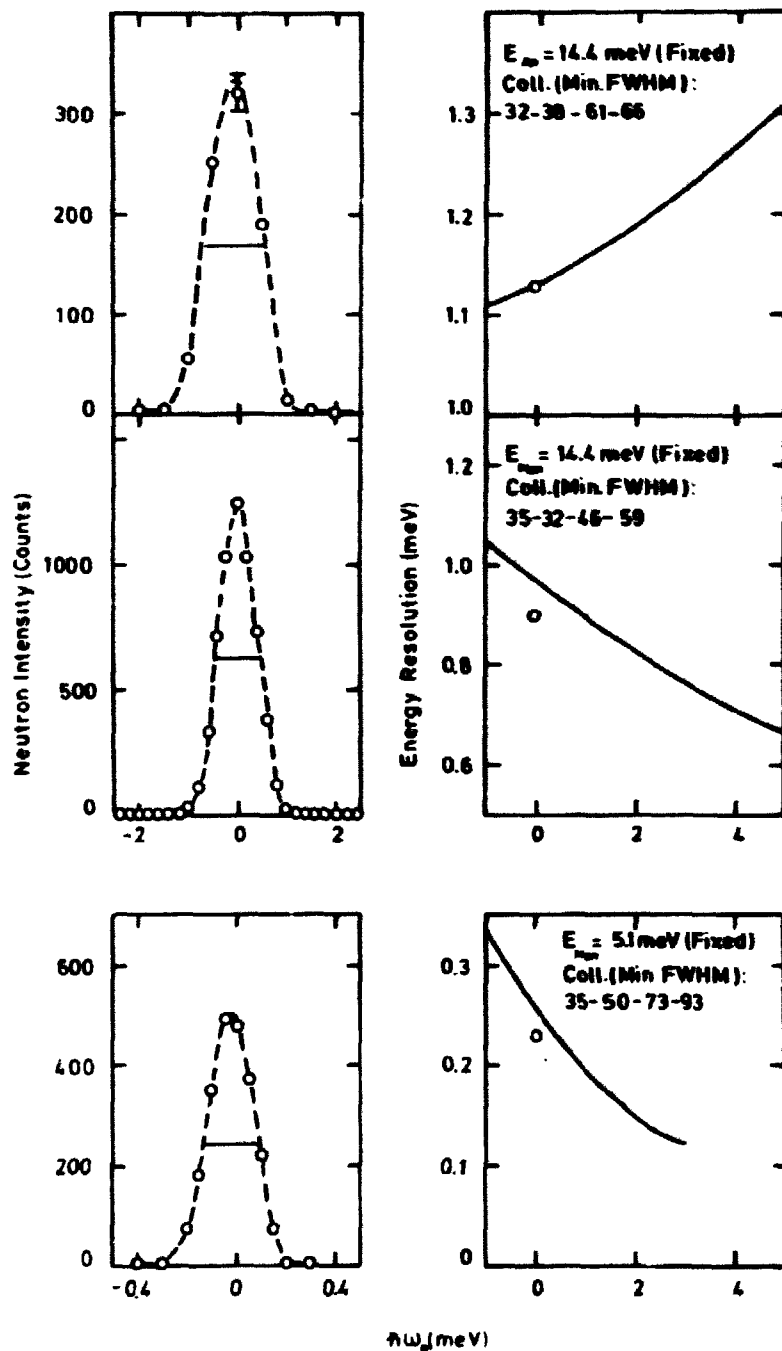 300
200
100
0
Eₐₙ = 14.4 meV (Fixed)
Coll. (Min. FWHM):
32-38-61-66
1.3
1.2
1.1
1.0
1000
500
0
-2 0 2
E = 14.4 meV (Fixed)
Coll. (Min. FWHM):
35-32-46-59
1.2
1.0
0.8
0.6
0 2 4
Neutron Intensity (Counts)
Energy Resolution (meV)
600
400
200
0
-0.4 0 0.4
E = 5.1 meV (Fixed)
Coll. (Min FWHM):
35-50-73-93
0.3
0.2
0.1
0
0 2 4
ħω (meV)